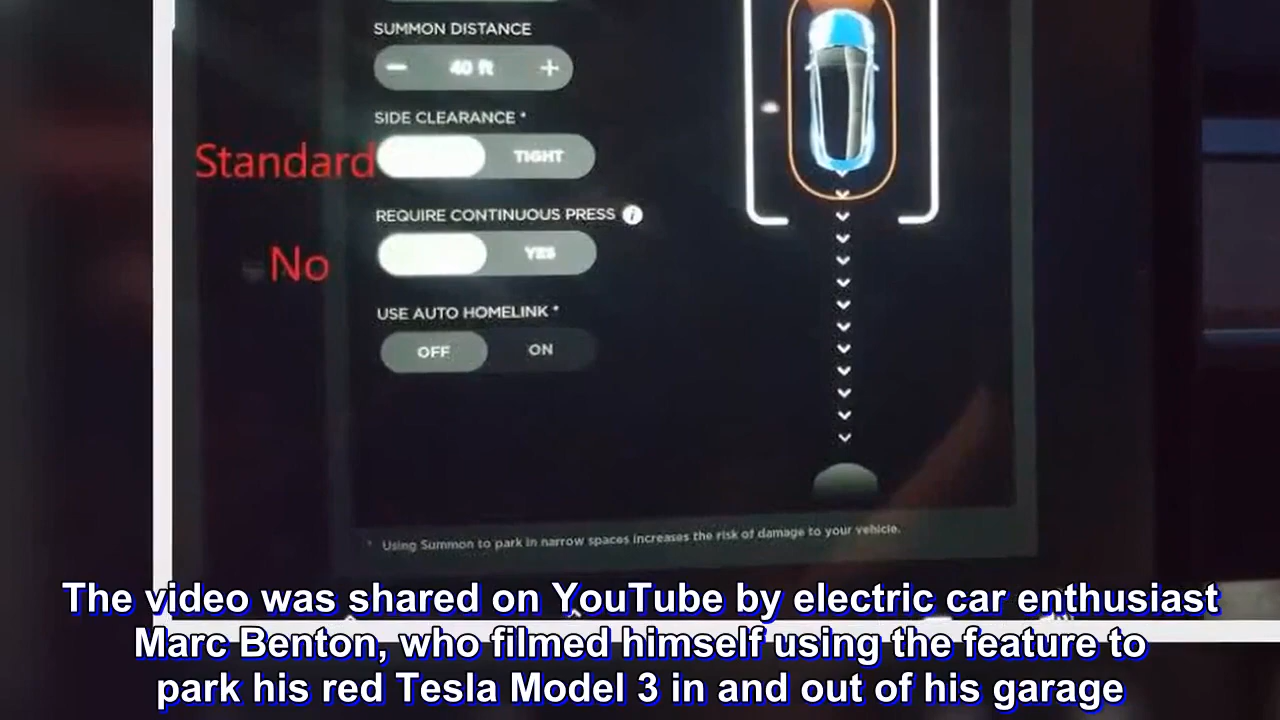 SUMMON DISTANCE
− 40 ft +
SIDE CLEARANCE *
Standard TIGHT
REQUIRE CONTINUOUS PRESS i
No YES
USE AUTO HOMELINK *
OFF ON
* Using Summon to park in narrow spaces increases the risk of damage to your vehicle.
The video was shared on YouTube by electric car enthusiast
Marc Benton, who filmed himself using the feature to
park his red Tesla Model 3 in and out of his garage